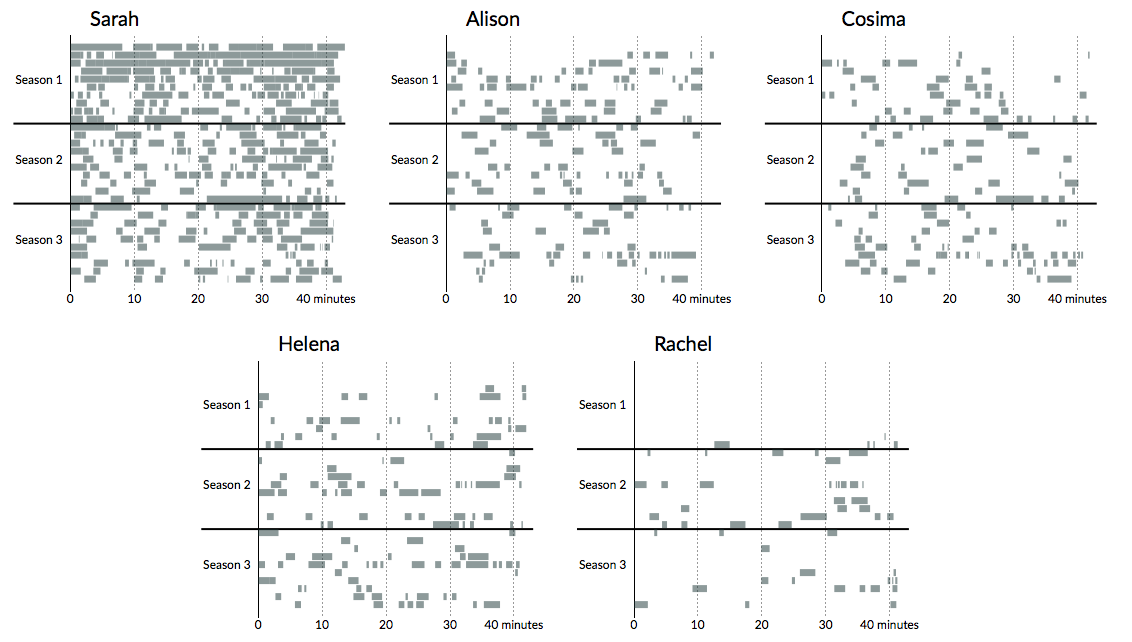 Sarah Alison Cosima
Season 1 Season 1 Season 1
Season 2 Season 2 Season 2
Season 3 Season 3 Season 3
0 10 20 30 40 minutes 0 10 20 30 40 minutes 0 10 20 30 40 minutes
Helena Rachel
Season 1 Season 1
Season 2 Season 2
Season 3 Season 3
0 10 20 30 40 minutes 0 10 20 30 40 minutes